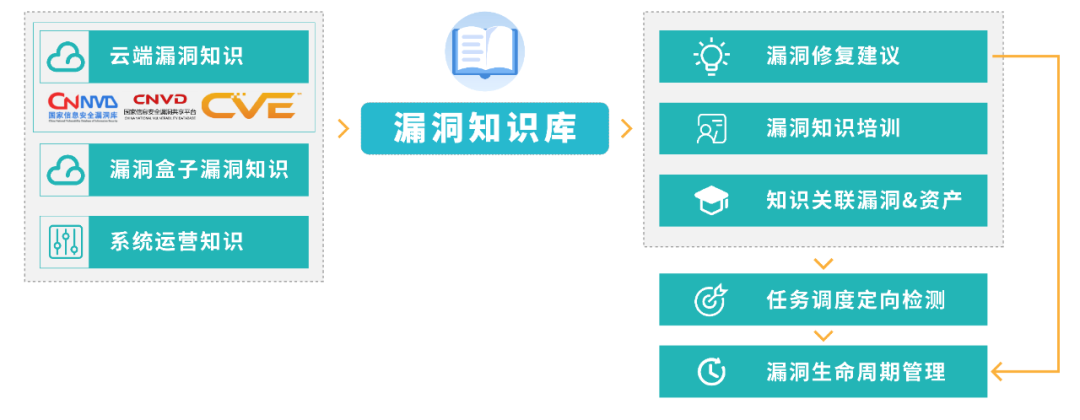 云端漏洞知识
CNNVD
国家信息安全漏洞库
CNVD
国家信息安全漏洞共享平台
CVE
漏洞盒子漏洞知识
系统运营知识
漏洞知识库
漏洞修复建议
漏洞知识培训
知识关联漏洞&资产
任务调度定向检测
漏洞生命周期管理